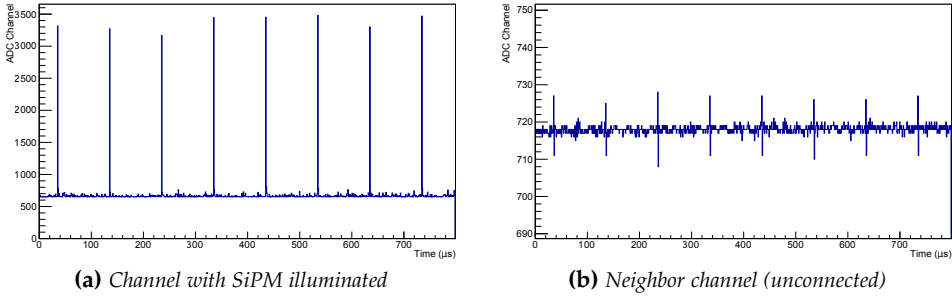 ADC Channel
3500
3000
2500
2000
1500
1000
500
0
0 100 200 300 400 500 600 700
Time (μs)
(a) Channel with SiPM illuminated
ADC Channel
750
740
730
720
710
700
690
0 100 200 300 400 500 600 700
Time (μs)
(b) Neighbor channel (unconnected)